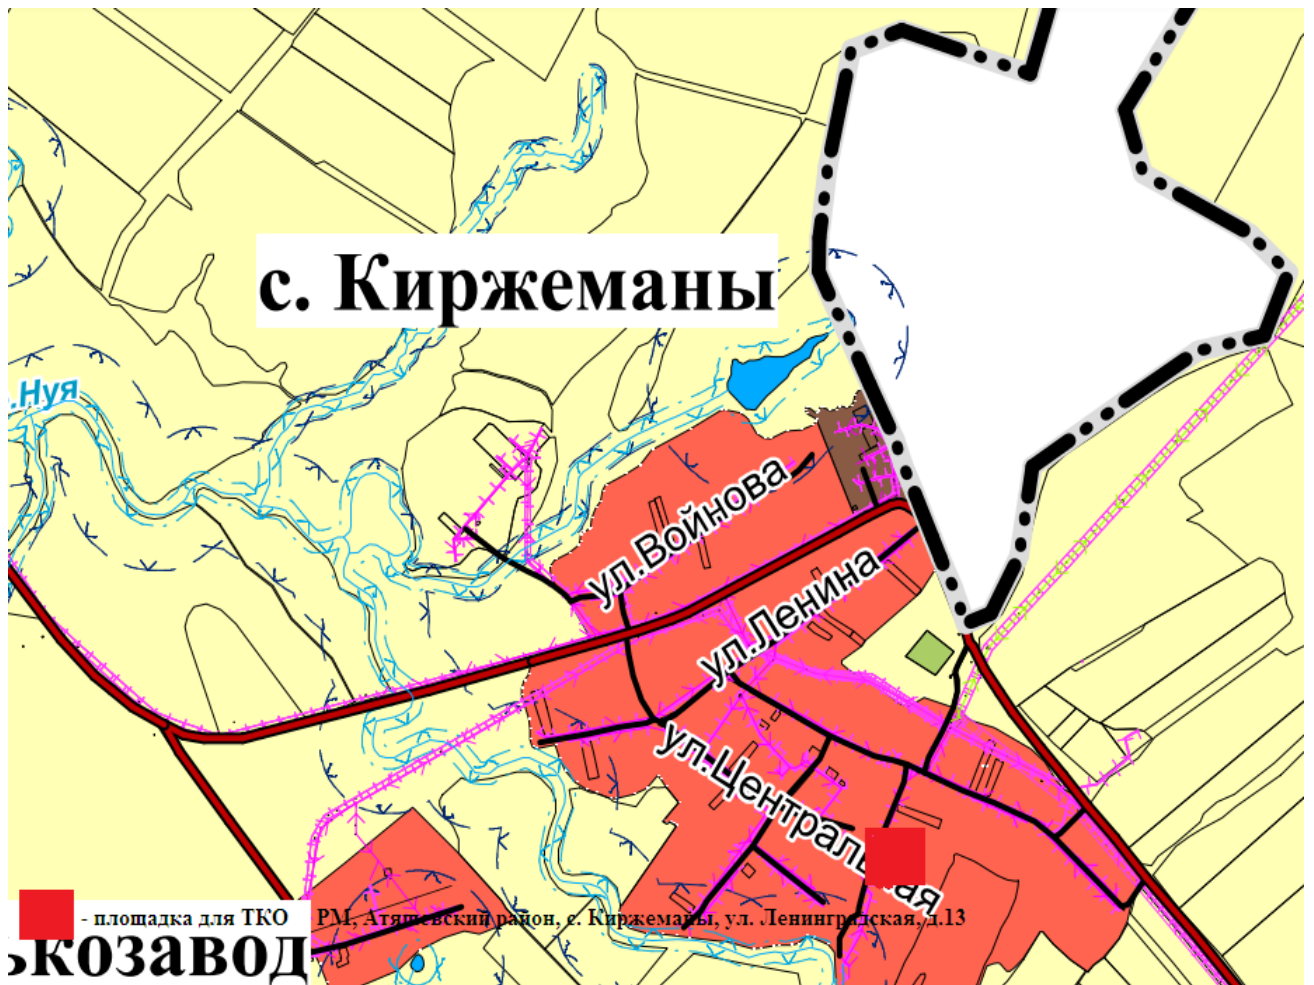 с. Киржеманы
.Нуя
ул.Войнова
ул.Ленина
ул.Центральная
- площадка для ТКО РМ, Атяшевский район, с. Киржеманы, ул. Ленинградская, д.13
ькозавод